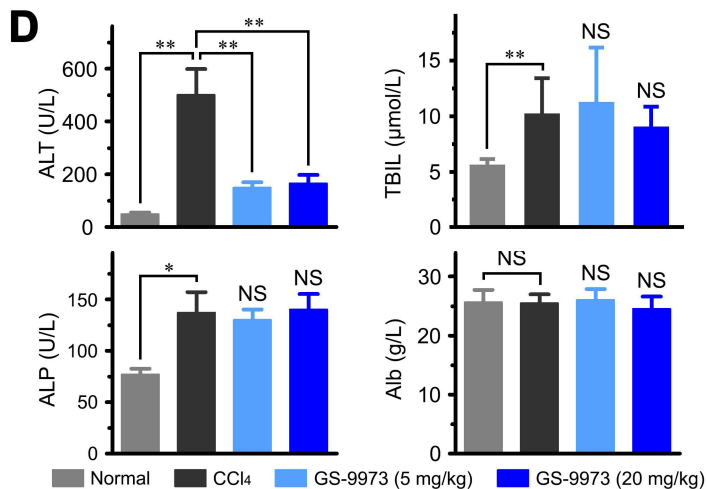 D
ALT (U/L)
600
400
200
0
**
**
**
TBIL (μmol/L)
15
10
5
0
**
NS
NS
ALP (U/L)
150
100
50
0
*
NS
NS
Alb (g/L)
30
20
10
0
NS
NS
NS
Normal CCl₄ GS-9973 (5 mg/kg) GS-9973 (20 mg/kg)